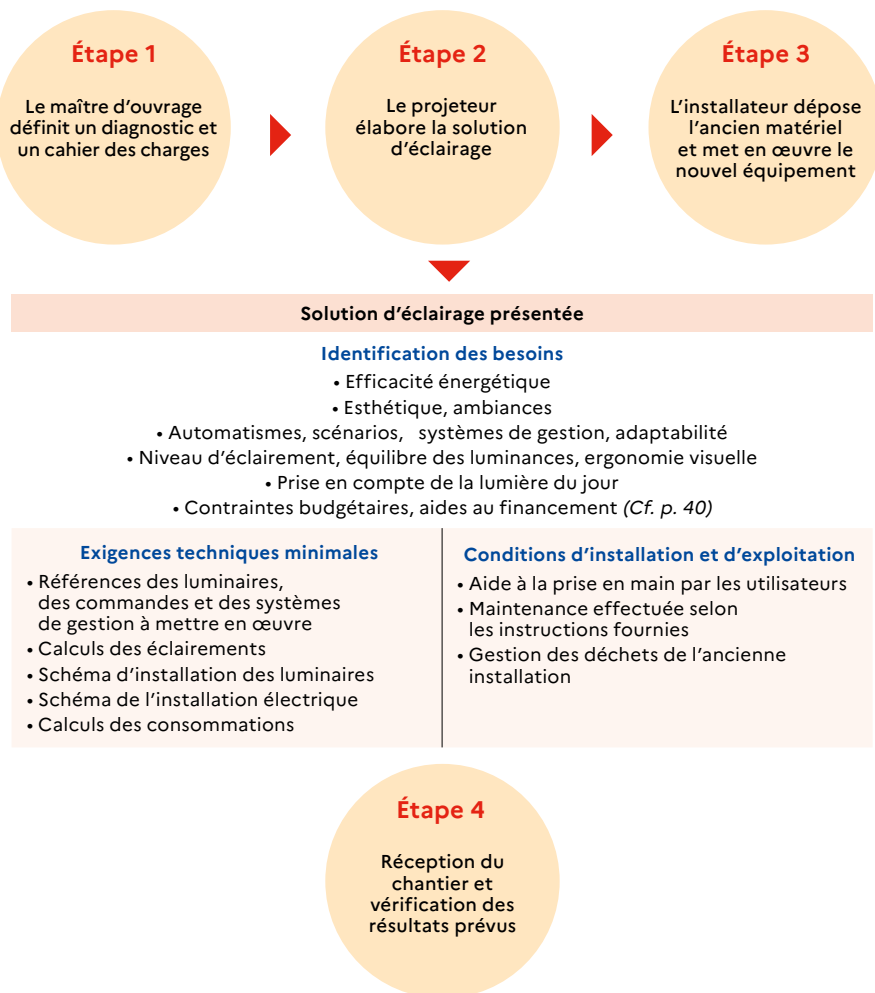 Étape 1
Le maître d'ouvrage
définit un diagnostic et
un cahier des charges
Étape 2
Le projeteur
élabore la solution
d'éclairage
Étape 3
L'installateur dépose
l'ancien matériel
et met en œuvre le
nouvel équipement
Solution d'éclairage présentée
Identification des besoins
• Efficacité énergétique
• Esthétique, ambiances
• Automatismes, scénarios, systèmes de gestion, adaptabilité
• Niveau d'éclairement, équilibre des luminances, ergonomie visuelle
• Prise en compte de la lumière du jour
• Contraintes budgétaires, aides au financement (Cf. p. 40)
Exigences techniques minimales
• Références des luminaires,
des commandes et des systèmes
de gestion à mettre en œuvre
• Calculs des éclairements
• Schéma d'installation des luminaires
• Schéma de l'installation électrique
• Calculs des consommations
Conditions d'installation et d'exploitation
• Aide à la prise en main par les utilisateurs
• Maintenance effectuée selon
les instructions fournies
• Gestion des déchets de l'ancienne
installation
Étape 4
Réception du
chantier et
vérification des
résultats prévus